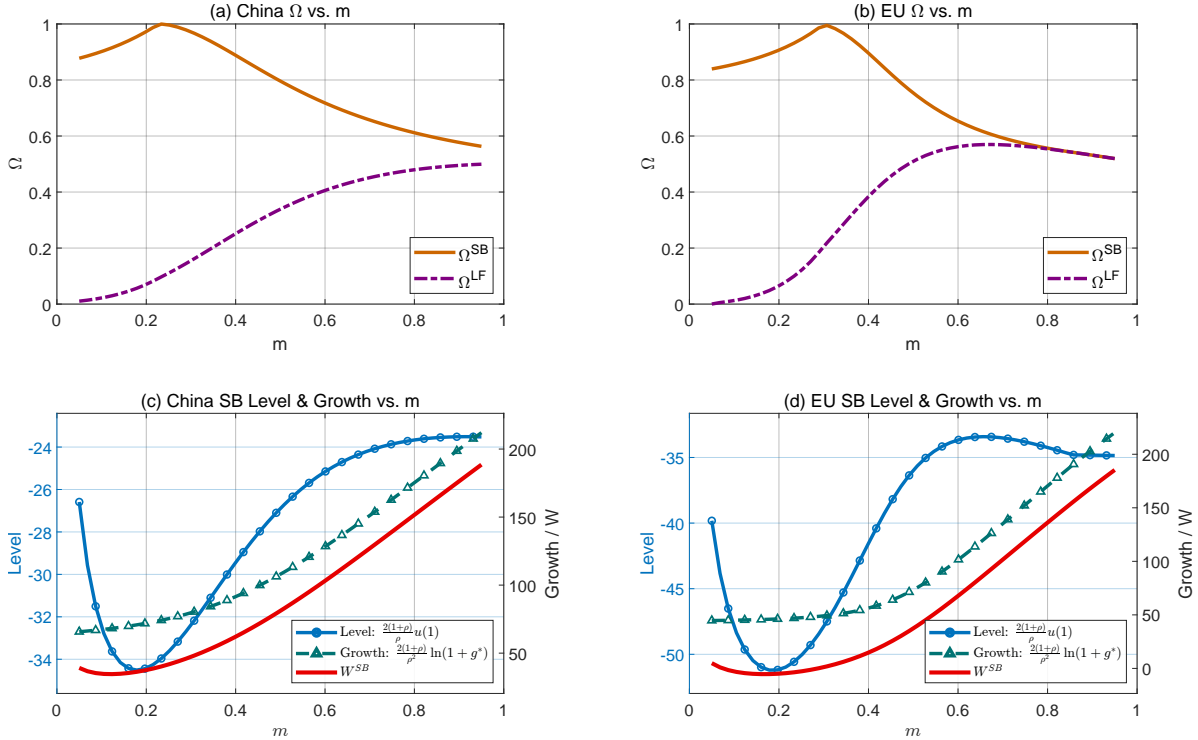 (a) China Ω vs. m
1
0.8
0.6
0.4
0.2
0
Ω
0 0.2 0.4 0.6 0.8 1
m
Ω^SB
Ω^LF
(b) EU Ω vs. m
1
0.8
0.6
0.4
0.2
0
Ω
0 0.2 0.4 0.6 0.8 1
m
Ω^SB
Ω^LF
(c) China SB Level & Growth vs. m
-24
-26
-28
-30
-32
-34
Level
200
150
100
50
Growth / W
0 0.2 0.4 0.6 0.8 1
m
Level: 2(1+ρ)/ρ u(1)
Growth: 2(1+ρ)/ρ² ln(1 + g*)
W^SB
(d) EU SB Level & Growth vs. m
-35
-40
-45
-50
Level
200
150
100
50
0
Growth / W
0 0.2 0.4 0.6 0.8 1
m
Level: 2(1+ρ)/ρ u(1)
Growth: 2(1+ρ)/ρ² ln(1 + g*)
W^SB